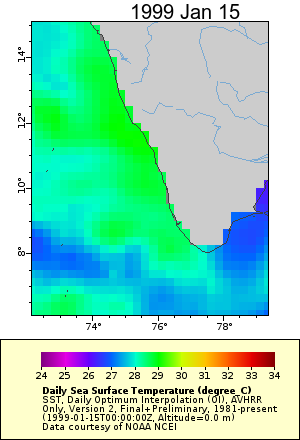 1999 Jan 15
14°
12°
10°
8°
74°
76°
78°
24 25 26 27 28 29 30 31 32 33 34
Daily Sea Surface Temperature (degree_C)
SST, Daily Optimum Interpolation (OI), AVHRR
Only, Version 2, Final+Preliminary, 1981-present
(1999-01-15T00:00:00Z, Altitude=0.0 m)
Data courtesy of NOAA NCEI